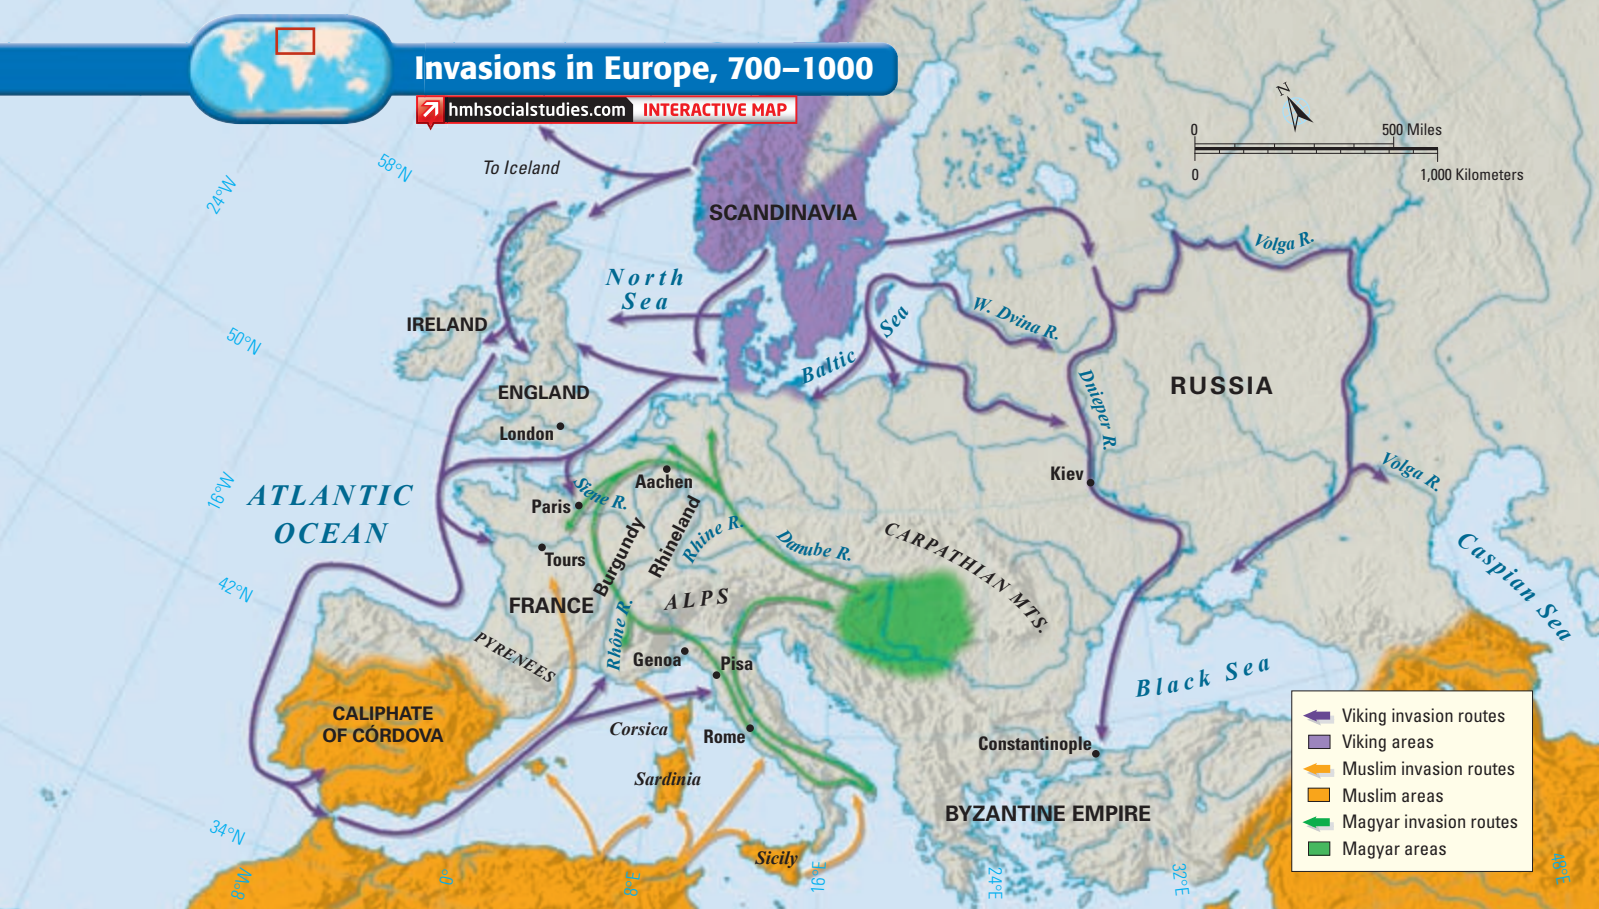 Invasions in Europe, 700–1000
hmhsocialstudies.com INTERACTIVE MAP
N
0 500 Miles
0 1,000 Kilometers
To Iceland
58°N
24°W
SCANDINAVIA
Volga R.
North
Sea
IRELAND
50°N
W. Dvina R.
Baltic Sea
ENGLAND
London
RUSSIA
Dnieper R.
Kiev
Volga R.
16°W
ATLANTIC
OCEAN
Aachen
Paris
Siene R.
Rhineland
Rhine R.
Burgundy
Danube R.
CARPATHIAN MTS.
Caspian Sea
Tours
42°N
FRANCE
ALPS
Rhône R.
PYRENEES
Genoa
Pisa
Black Sea
CALIPHATE
OF CÓRDOVA
Corsica
Rome
Constantinople
Sardinia
BYZANTINE EMPIRE
34°N
Sicily
8°W
0°
8°E
16°E
24°E
32°E
48°E
Viking invasion routes
Viking areas
Muslim invasion routes
Muslim areas
Magyar invasion routes
Magyar areas